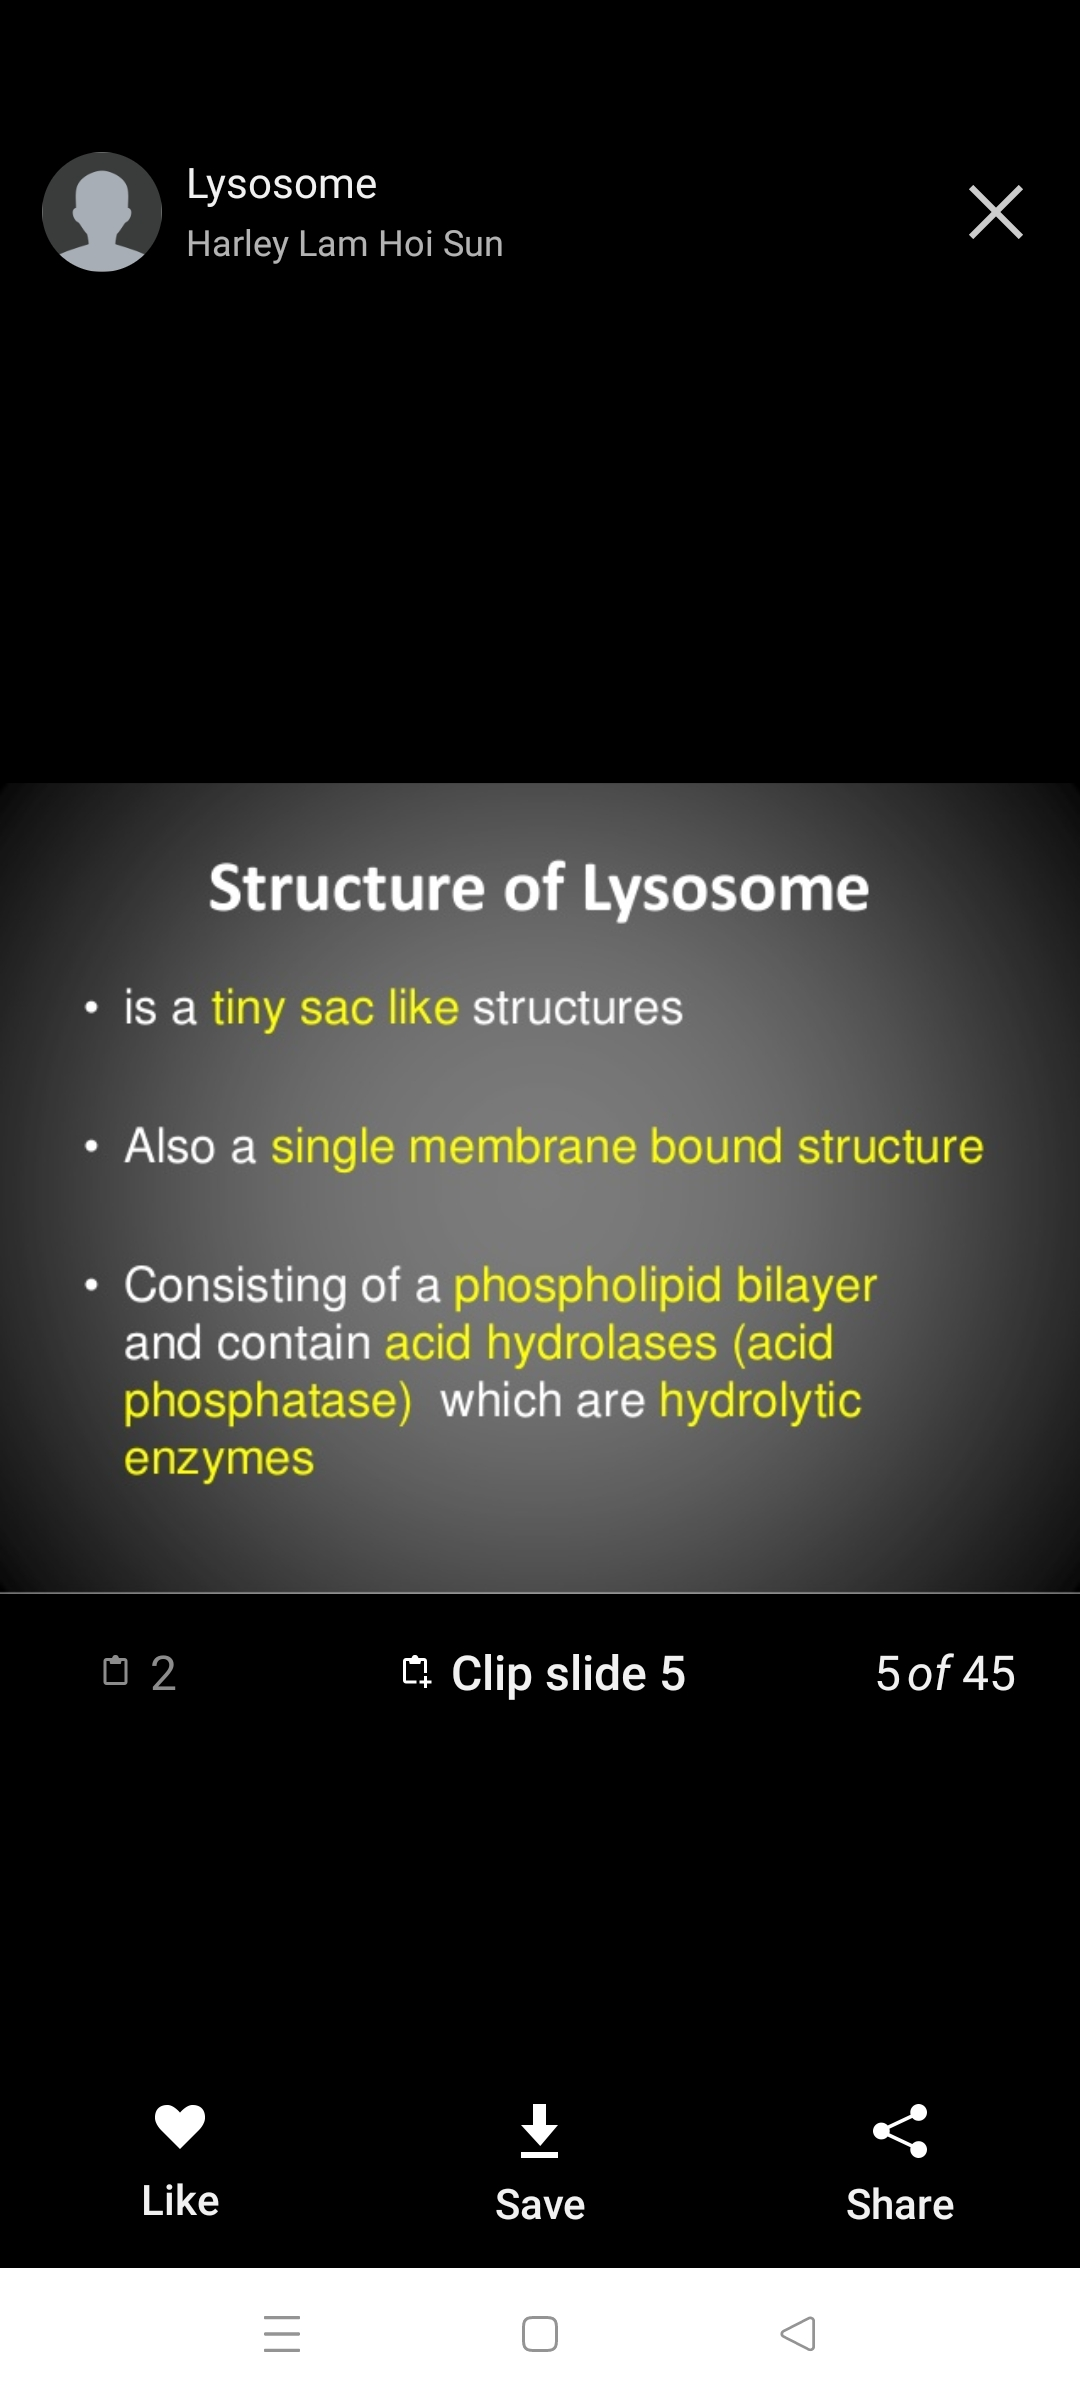 Lysosome
Harley Lam Hoi Sun
Structure of Lysosome
• is a tiny sac like structures
• Also a single membrane bound structure
• Consisting of a phospholipid bilayer
and contain acid hydrolases (acid
phosphatase)  which are hydrolytic
enzymes
2
Clip slide 5
5 of 45
Like
Save
Share